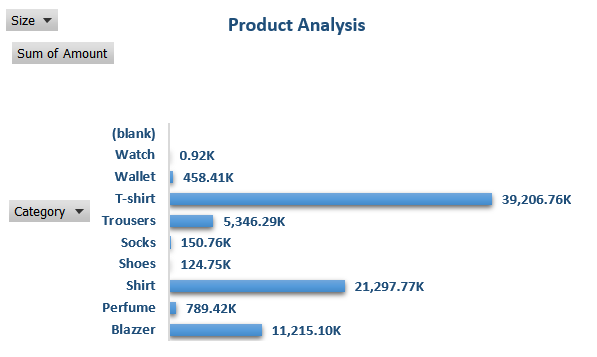 Size
Product Analysis
Sum of Amount
(blank)
Watch 0.92K
Wallet 458.41K
T-shirt 39,206.76K
Category
Trousers 5,346.29K
Socks 150.76K
Shoes 124.75K
Shirt 21,297.77K
Perfume 789.42K
Blazzer 11,215.10K